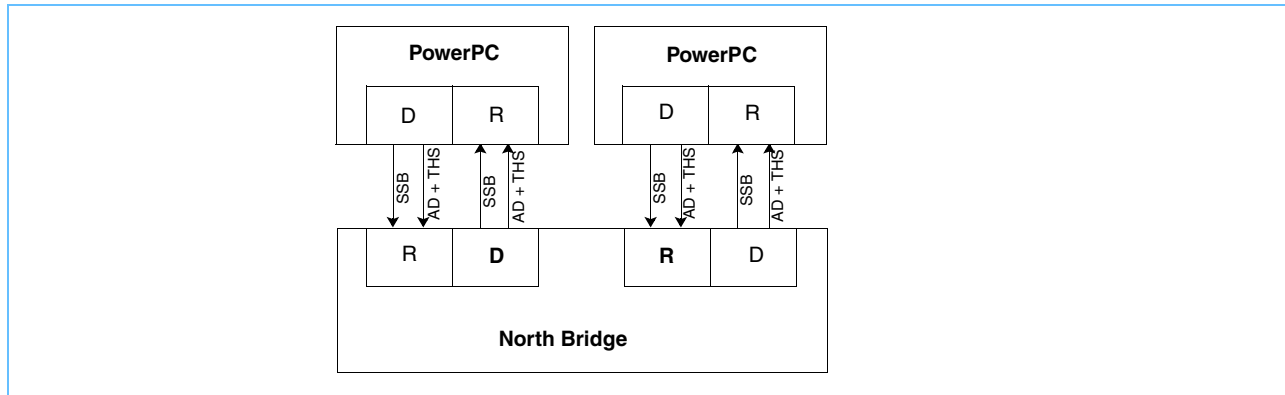 PowerPC PowerPC
D R D R
SSB AD + THS SSB AD + THS SSB AD + THS SSB AD + THS
R D R D
North Bridge